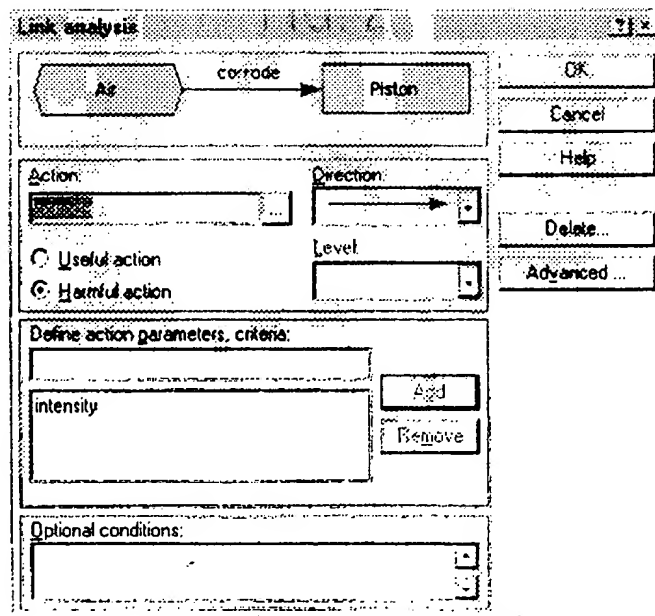 Link analysis ? ×
corrode
Air
Piston
OK
Cancel
Help
Action:
Direction:
...
Useful action
Harmful action
Level:
Delete...
Advanced ...
Define action parameters, criteria:
Add
intensity
Remove
Optional conditions: